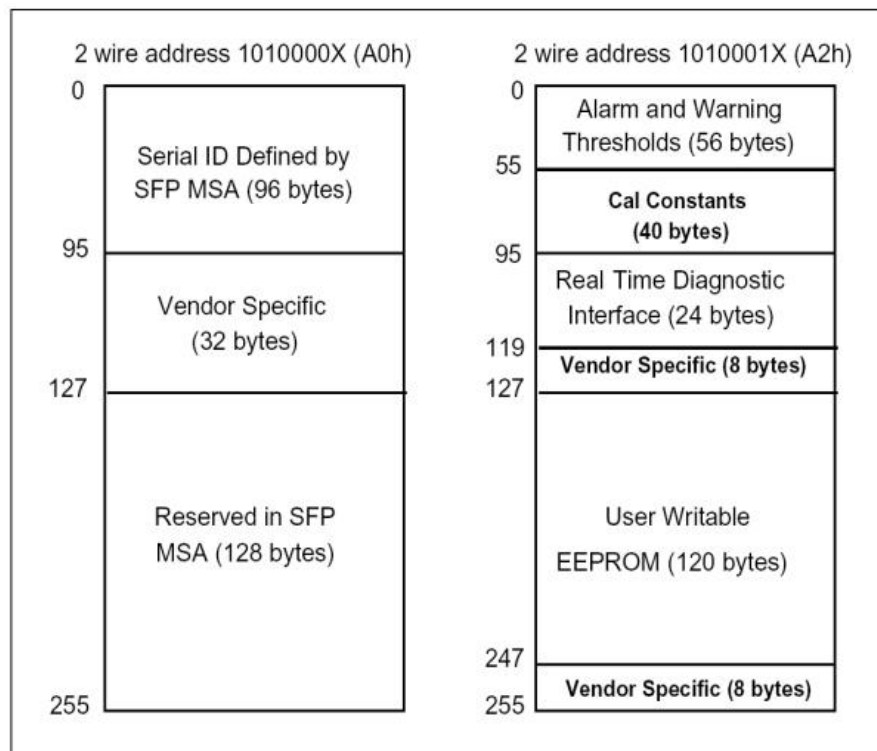 2 wire address 1010000X (A0h)
0
Serial ID Defined by
SFP MSA (96 bytes)
95
Vendor Specific
(32 bytes)
127
Reserved in SFP
MSA (128 bytes)
255
2 wire address 1010001X (A2h)
0
Alarm and Warning
Thresholds (56 bytes)
55
Cal Constants
(40 bytes)
95
Real Time Diagnostic
Interface (24 bytes)
119
Vendor Specific (8 bytes)
127
User Writable
EEPROM (120 bytes)
247
Vendor Specific (8 bytes)
255